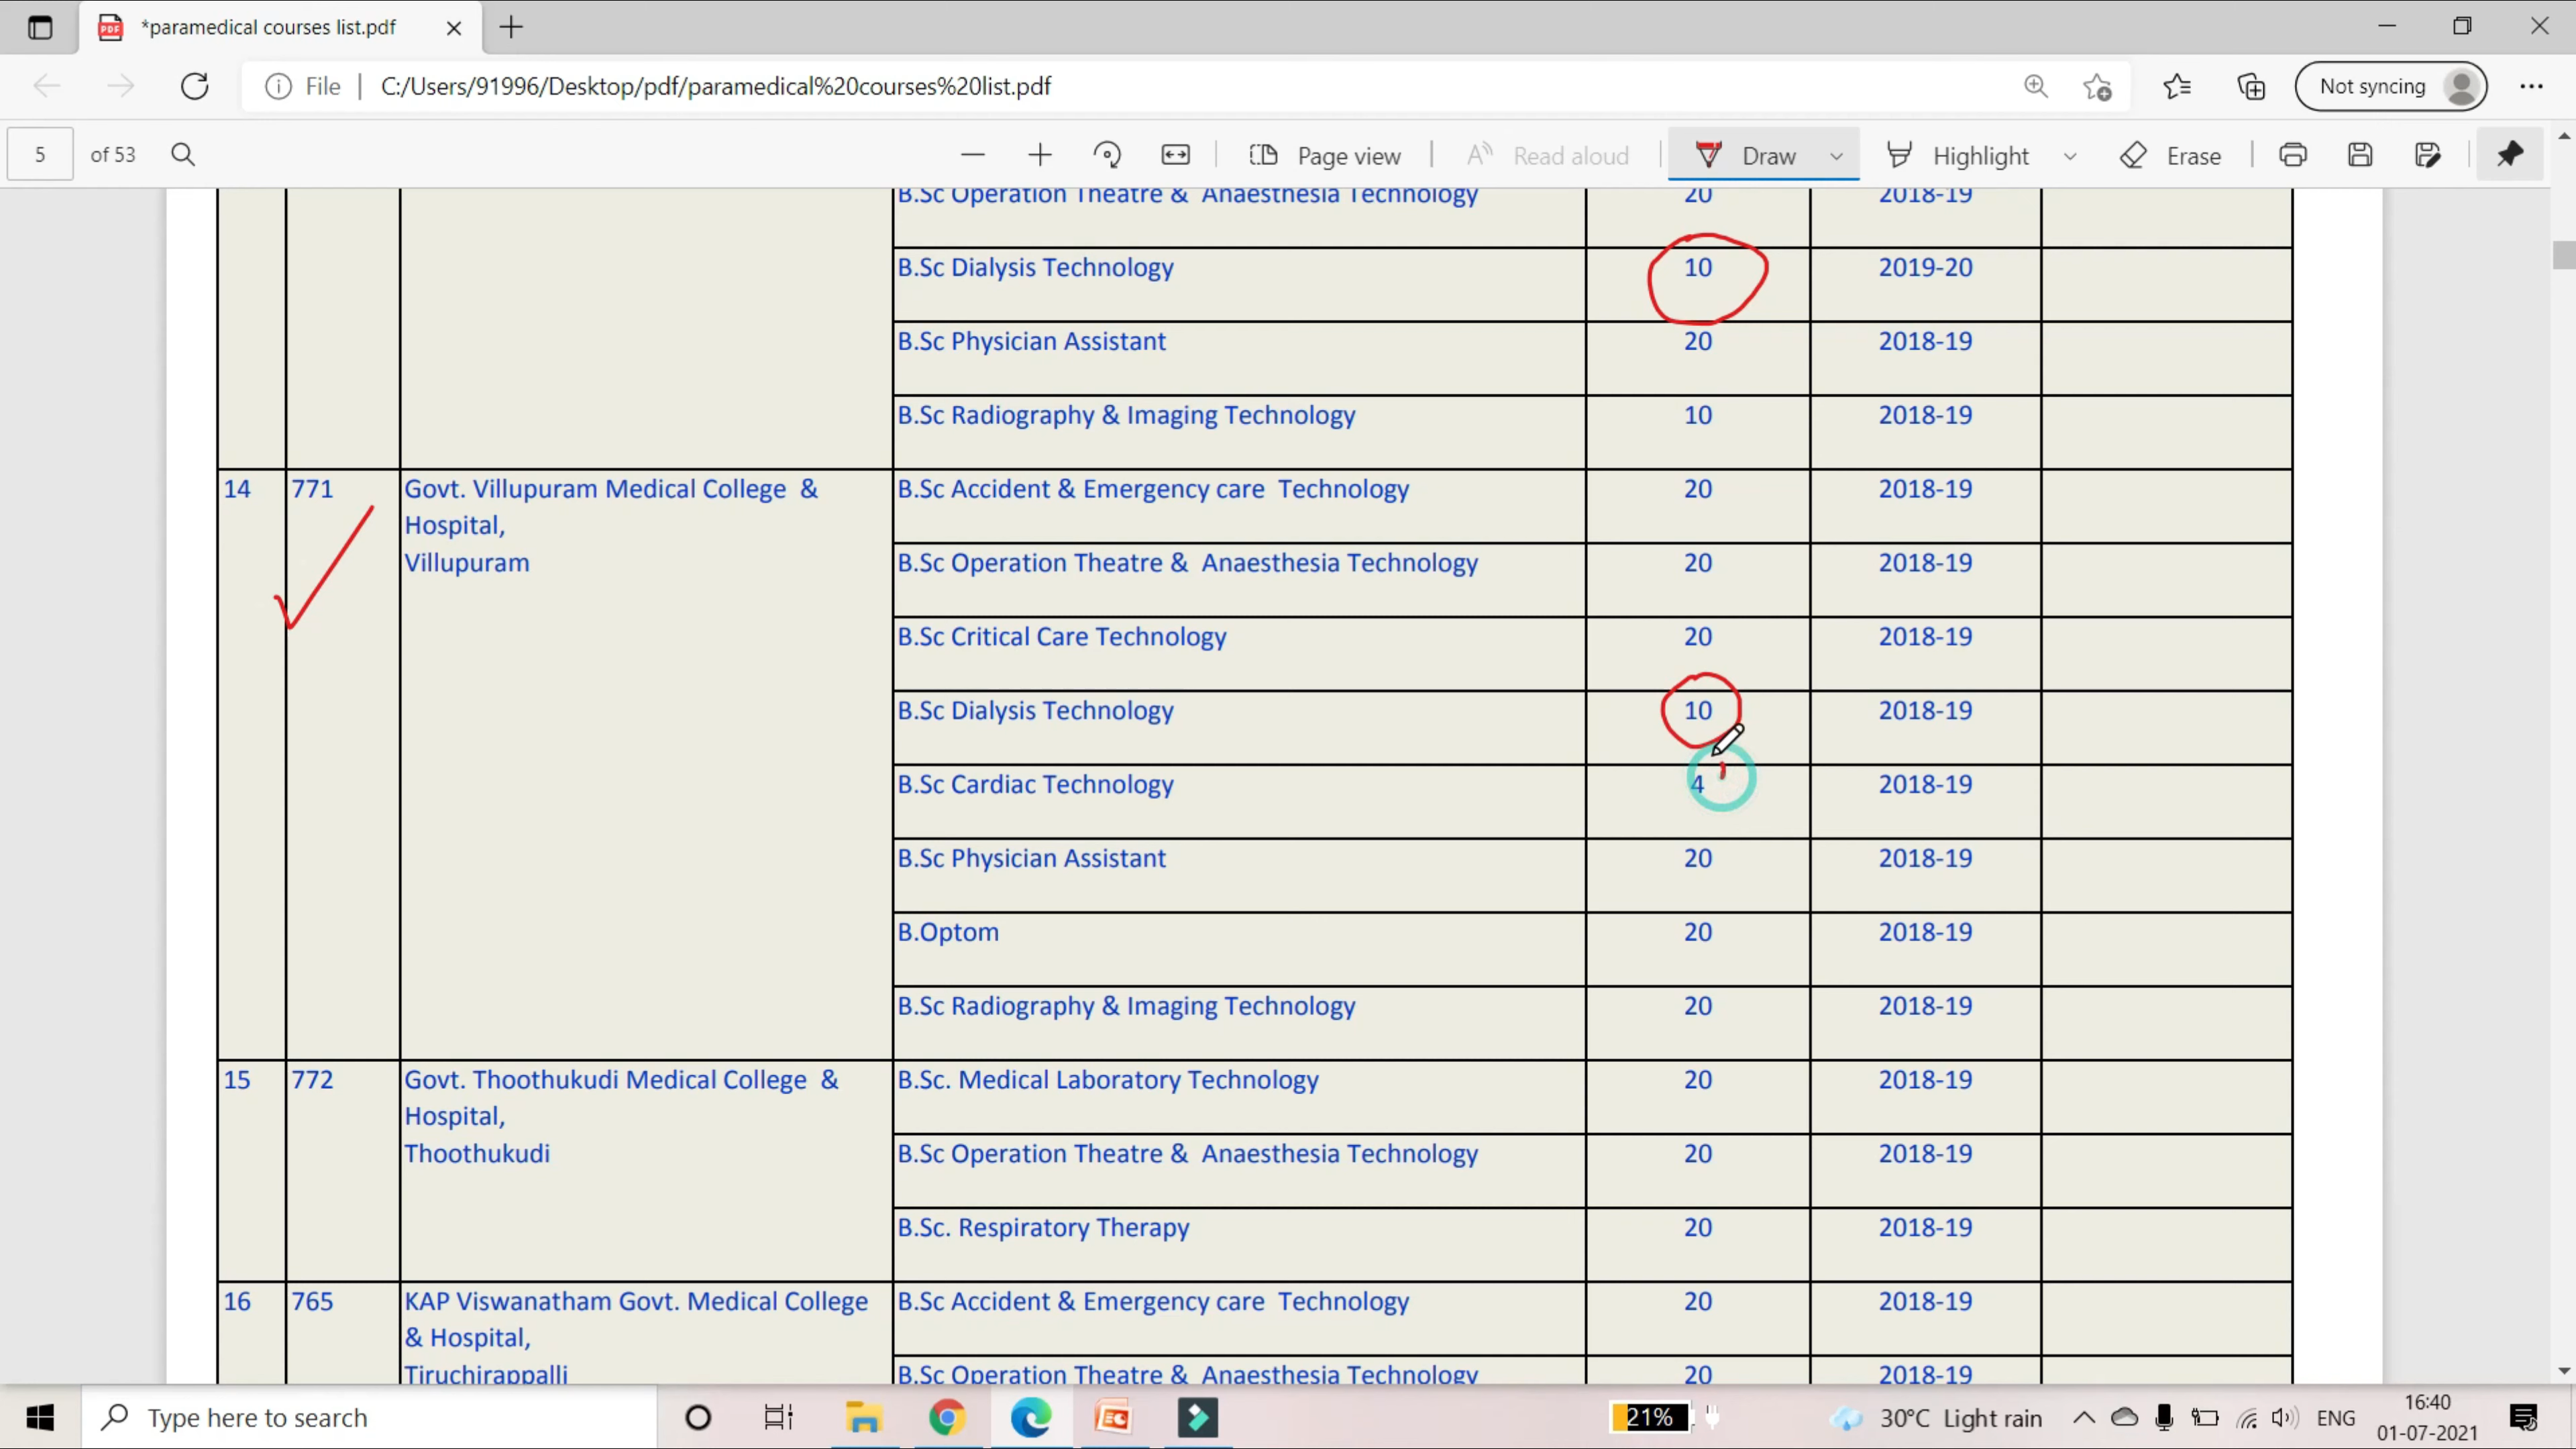 *paramedical courses list.pdf
File | C:/Users/91996/Desktop/pdf/paramedical%20courses%20list.pdf
Not syncing
5 of 53
Page view
Read aloud
Draw
Highlight
Erase
B.Sc Operation Theatre & Anaesthesia Technology 20 2018-19
B.Sc Dialysis Technology 10 2019-20
B.Sc Physician Assistant 20 2018-19
B.Sc Radiography & Imaging Technology 10 2018-19
14 771 Govt. Villupuram Medical College & B.Sc Accident & Emergency care Technology 20 2018-19
Hospital,
Villupuram B.Sc Operation Theatre & Anaesthesia Technology 20 2018-19
B.Sc Critical Care Technology 20 2018-19
B.Sc Dialysis Technology 10 2018-19
B.Sc Cardiac Technology 4 2018-19
B.Sc Physician Assistant 20 2018-19
B.Optom 20 2018-19
B.Sc Radiography & Imaging Technology 20 2018-19
15 772 Govt. Thoothukudi Medical College & B.Sc. Medical Laboratory Technology 20 2018-19
Hospital,
Thoothukudi B.Sc Operation Theatre & Anaesthesia Technology 20 2018-19
B.Sc. Respiratory Therapy 20 2018-19
16 765 KAP Viswanatham Govt. Medical College B.Sc Accident & Emergency care Technology 20 2018-19
& Hospital,
Tiruchirappalli B.Sc Operation Theatre & Anaesthesia Technology 20 2018-19
Type here to search
21%
30°C Light rain
ENG
16:40
01-07-2021